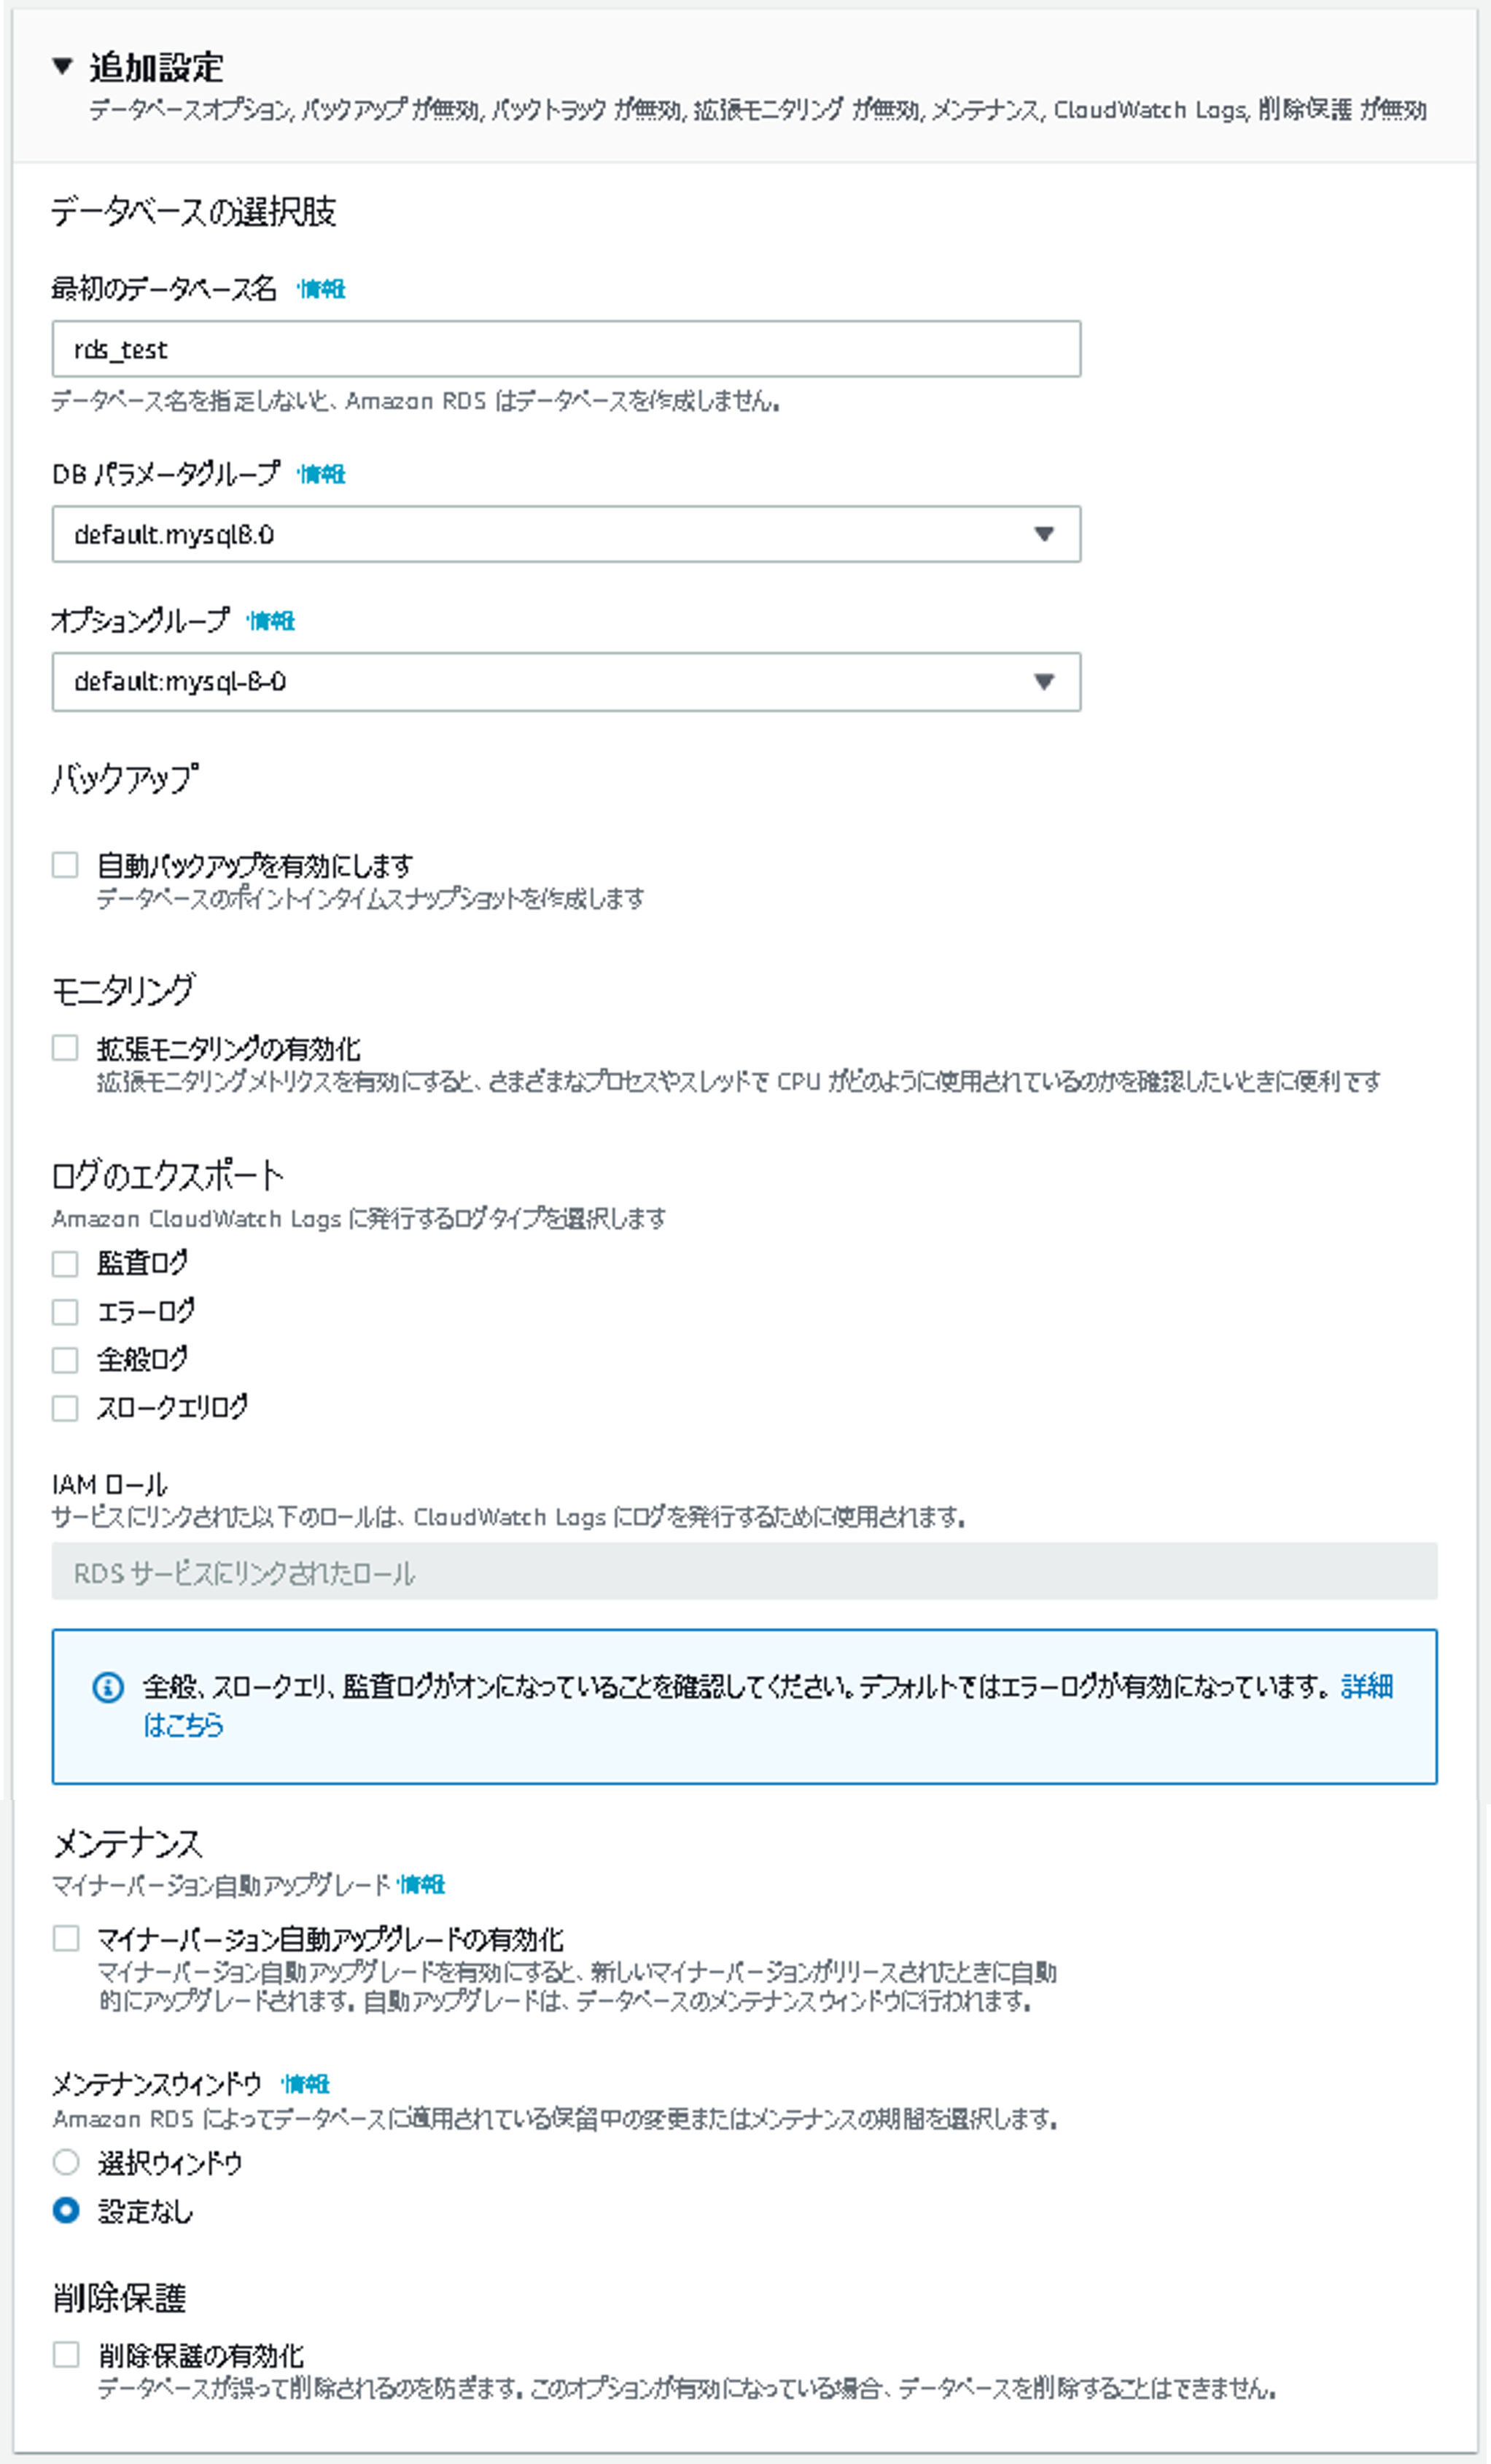 追加設定
データベースオプション, バックアップ が無効, バックトラック が無効, 拡張モニタリング が無効, メンテナンス, CloudWatch Logs, 削除保護 が無効
データベースの選択肢
最初のデータベース名 情報
rds_test
データベース名を指定しないと、Amazon RDS はデータベースを作成しません。
DB パラメータグループ 情報
default.mysql8.0
オプショングループ 情報
default:mysql-8-0
バックアップ
自動バックアップを有効にします
データベースのポイントインタイムスナップショットを作成します
モニタリング
拡張モニタリングの有効化
拡張モニタリングメトリクスを有効にすると、さまざまなプロセスやスレッドで CPU がどのように使用されているのかを確認したいときに便利です
ログのエクスポート
Amazon CloudWatch Logs に発行するログタイプを選択します
監査ログ
エラーログ
全般ログ
スロークエリログ
IAM ロール
サービスにリンクされた以下のロールは、CloudWatch Logs にログを発行するために使用されます。
RDS サービスにリンクされたロール
全般、スロークエリ、監査ログがオンになっていることを確認してください。デフォルトではエラーログが有効になっています。詳細
はこちら
メンテナンス
マイナーバージョン自動アップグレード 情報
マイナーバージョン自動アップグレードの有効化
マイナーバージョン自動アップグレードを有効にすると、新しいマイナーバージョンがリリースされたときに自動
的にアップグレードされます。自動アップグレードは、データベースのメンテナンスウィンドウに行われます。
メンテナンスウィンドウ 情報
Amazon RDS によってデータベースに適用されている保留中の変更またはメンテナンスの期間を選択します。
選択ウィンドウ
設定なし
削除保護
削除保護の有効化
データベースが誤って削除されるのを防ぎます。このオプションが有効になっている場合、データベースを削除することはできません。